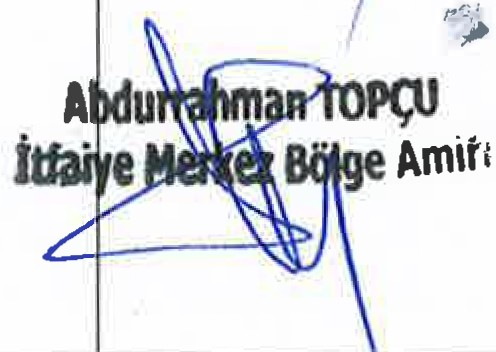 Abdurrahman TOPÇU
İtfaiye Merkez Bölge Amiri